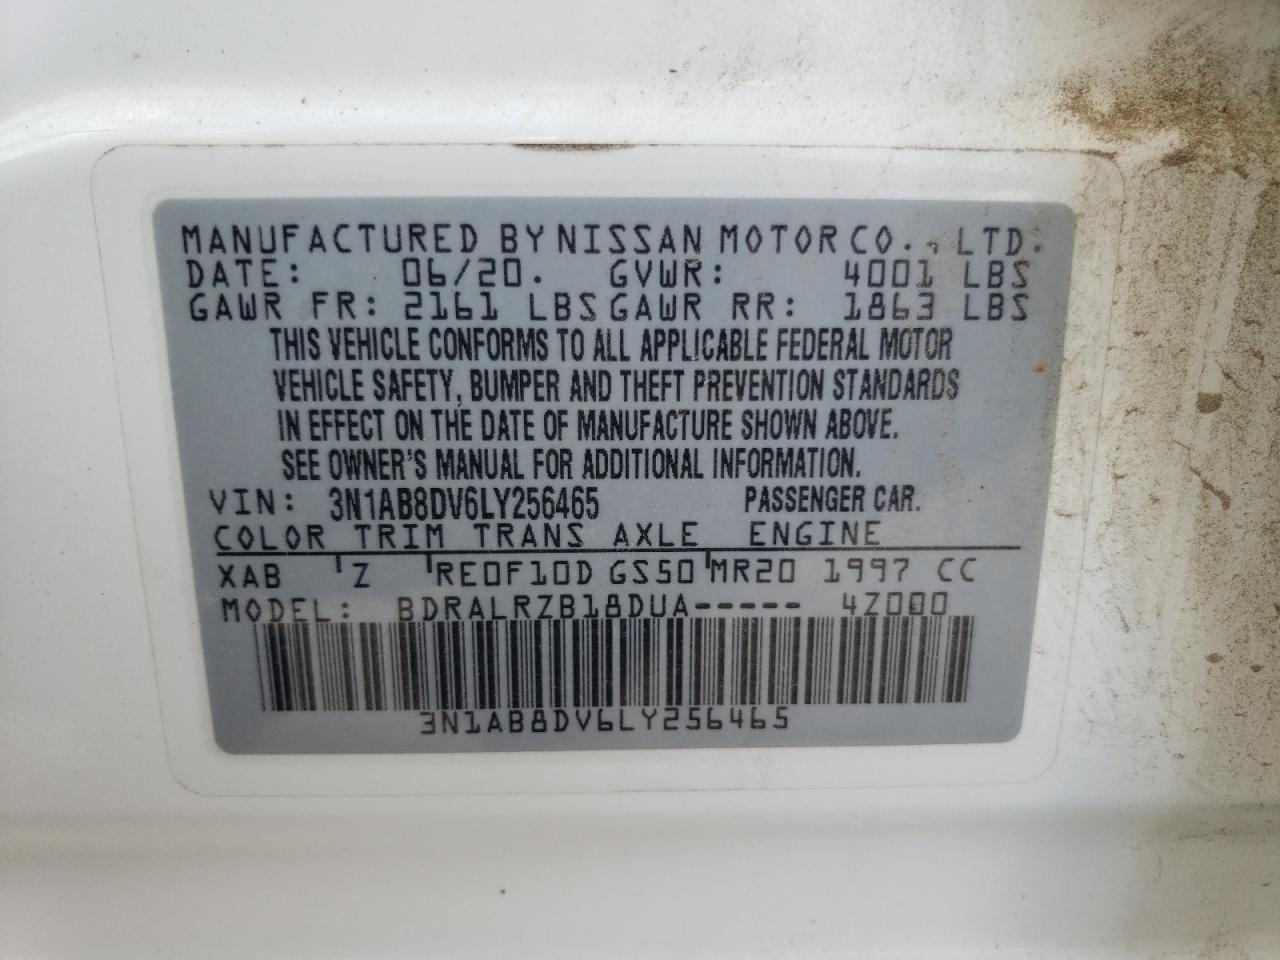 MANUFACTURED BY NISSAN MOTOR CO., LTD.
DATE: 06/20. GVWR: 4001 LBS
GAWR FR: 2161 LBS GAWR RR: 1863 LBS
THIS VEHICLE CONFORMS TO ALL APPLICABLE FEDERAL MOTOR
VEHICLE SAFETY, BUMPER AND THEFT PREVENTION STANDARDS
IN EFFECT ON THE DATE OF MANUFACTURE SHOWN ABOVE.
SEE OWNER'S MANUAL FOR ADDITIONAL INFORMATION.
VIN: 3N1AB8DV6LY256465 PASSENGER CAR.
COLOR TRIM TRANS AXLE ENGINE
XAB Z RE0F10D GS50 MR20 1997 CC
MODEL: BDRALRZB18DUA----- 4Z000
3N1AB8DV6LY256465